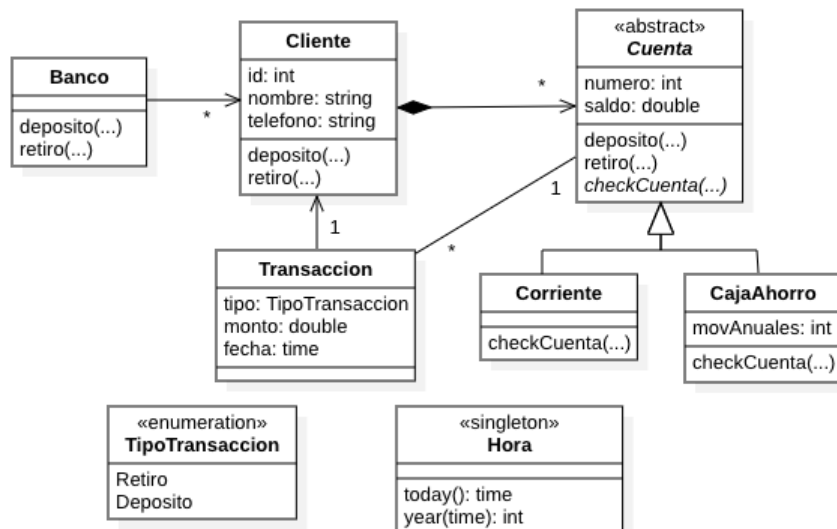 Banco
deposito(...)
retiro(...)
*
Cliente
id: int
nombre: string
telefono: string
deposito(...)
retiro(...)
*
«abstract»
Cuenta
numero: int
saldo: double
deposito(...)
retiro(...)
checkCuenta(...)
1
1
*
Transaccion
tipo: TipoTransaccion
monto: double
fecha: time
Corriente
checkCuenta(...)
CajaAhorro
movAnuales: int
checkCuenta(...)
«enumeration»
TipoTransaccion
Retiro
Deposito
«singleton»
Hora
today(): time
year(time): int